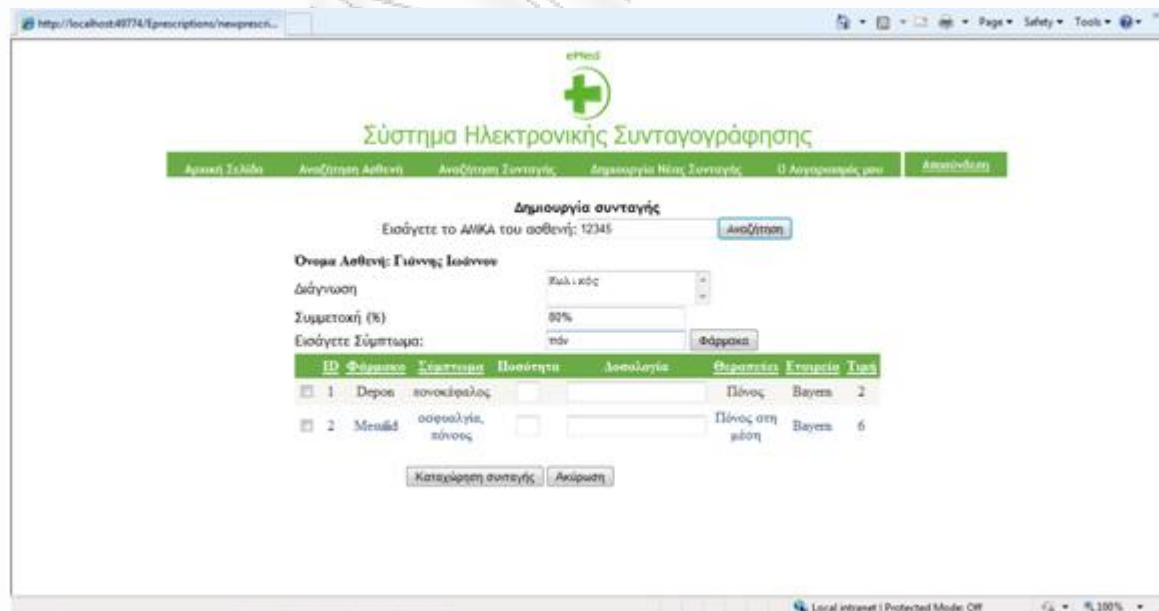 http://localhost:49774/Eprescriptions/newprescri...
Page Safety Tools
eMed
Σύστημα Ηλεκτρονικής Συνταγογράφησης
Αρχική Σελίδα Αναζήτηση Ασθενή Αναζήτηση Συνταγής Δημιουργία Νέας Συνταγής Ο Λογαριασμός μου Αποσύνδεση
Δημιουργία συνταγής
Εισάγετε το ΑΜΚΑ του ασθενή: 12345 Αναζήτηση
Όνομα Ασθενή: Γιάννης Ιωάννου
Διάγνωση Κωλικός
Συμμετοχή (%) 80%
Εισάγετε Σύμπτωμα: πόν Φάρμακα
ID Φάρμακο Σύμπτωμα Ποσότητα Δοσολογία Θεραπεύει Εταιρεία Τιμή
1 Depon πονοκέφαλος Πόνος Bayern 2
2 οσφυαλγία, πόνους Πόνος στη μέση Bayern 6
Καταχώρηση συνταγής Ακύρωση
Local intranet | Protected Mode: Off 100%